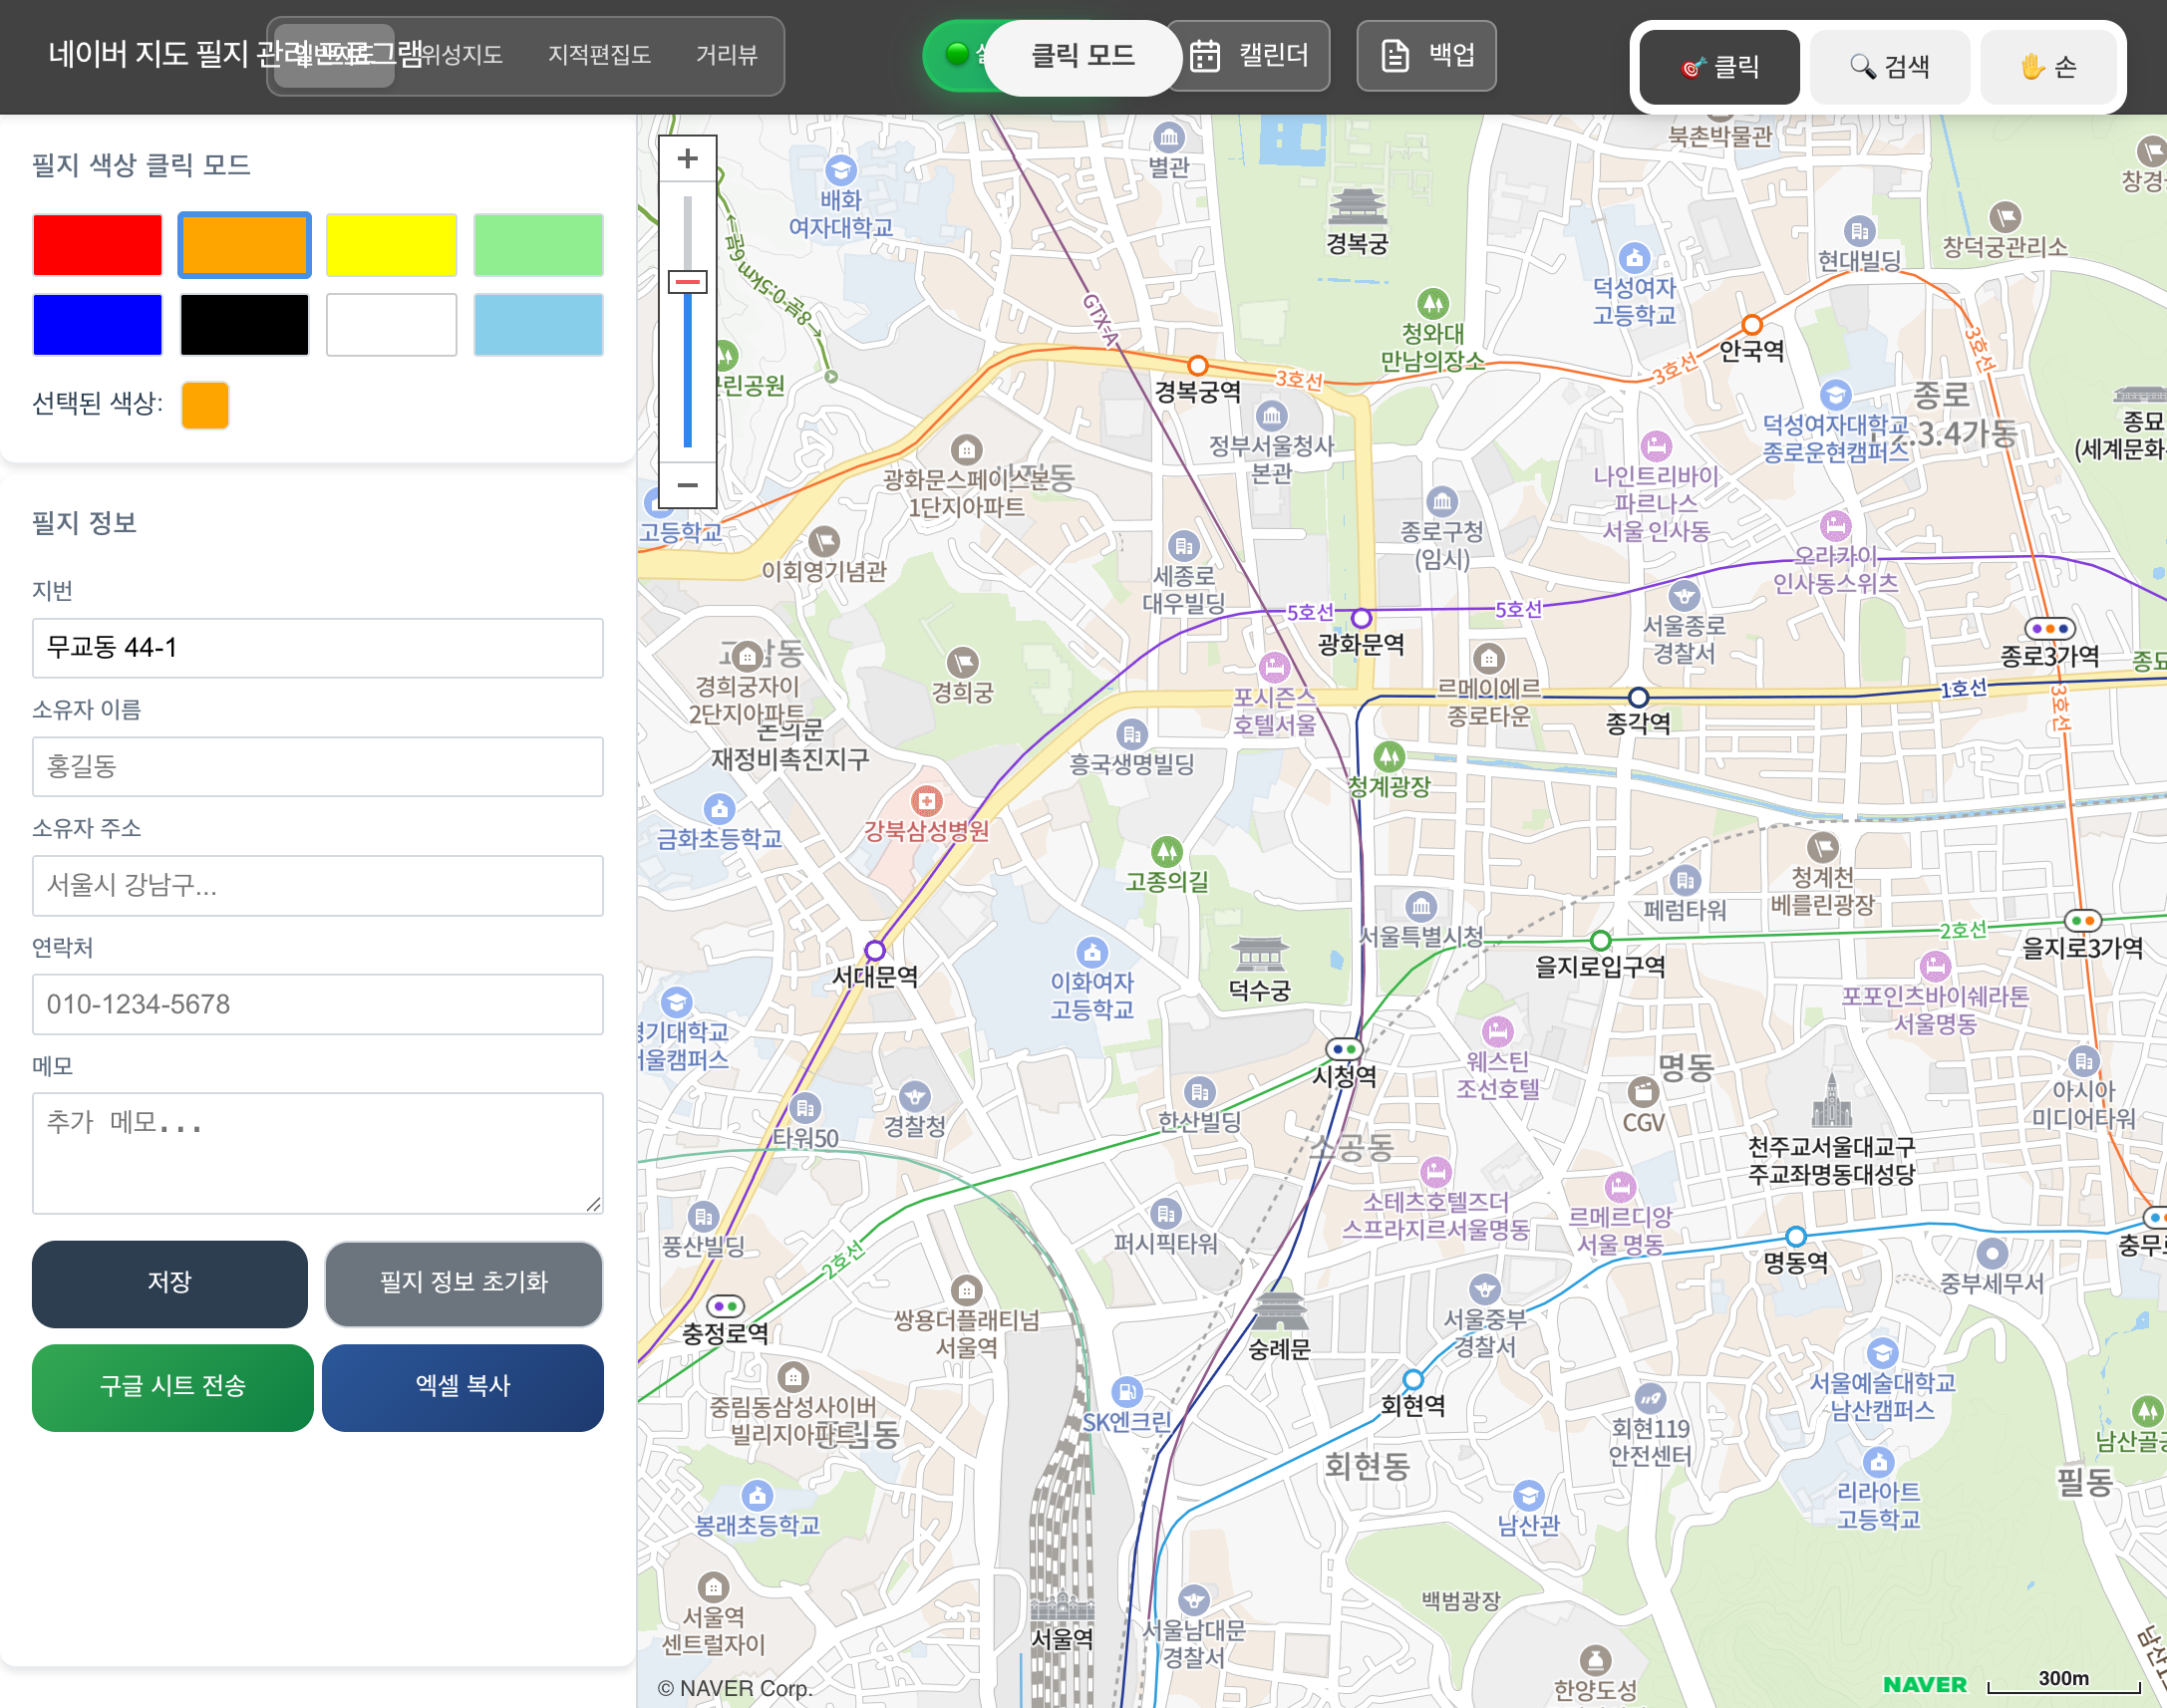 네이버 지도 필지 관리 프로그램
일반지도
위성지도
지적편집도
거리뷰
클릭 모드
캘린더
백업
클릭
검색
손
필지 색상 클릭 모드
선택된 색상:
필지 정보
지번
무교동 44-1
소유자 이름
홍길동
소유자 주소
서울시 강남구...
연락처
010-1234-5678
메모
추가 메모...
저장
필지 정보 초기화
구글 시트 전송
엑셀 복사
북촌박물관
별관
배화
여자대학교
경복궁
창덕궁관리소
현대빌딩
덕성여자
고등학교
청와대
만남의장소
GTX-A
안국역
경복궁역
3호선
3호선
3호선
종로
1.2.3.4가동
덕성여자대학교
종로운현캠퍼스
종묘
정부서울청사
본관
광화문스페이스본
1단지아파트
나인트리바이
파르나스
서울 인사동
종로구청
(임시)
고등학교
이회영기념관
오라카이
인사동스위츠
세종로
대우빌딩
5호선
5호선
광화문역
서울종로
경찰서
종로3가역
경희궁자이
2단지아파트
경희궁
포시즌스
호텔서울
르메이에르
종로타운
종각역
1호선
3호선
돈의문
재정비촉진지구
흥국생명빌딩
청계광장
금화초등학교
강북삼성병원
고종의길
청계천
베를린광장
페럼타워
서울특별시청
2호선
을지로입구역
을지로3가역
서대문역
이화여자
고등학교
덕수궁
포포인츠바이쉐라톤
서울명동
웨스틴
조선호텔
시청역
명동
아시아
미디어타워
CGV
타워50
경찰청
한산빌딩
소공동
천주교서울대교구
주교좌명동대성당
소테츠호텔즈더
스프라지르서울명동
르메르디앙
서울 명동
풍산빌딩
2호선
퍼시픽타워
명동역
중부세무서
충정로역
쌍용더플래티넘
서울역
숭례문
서울중부
경찰서
중림동삼성사이버
빌리지아파트
중림동
SK엔크린
회현역
서울예술대학교
남산캠퍼스
회현119
안전센터
회현동
필동
봉래초등학교
남산관
리라아트
고등학교
서울역
센트럴자이
서울역
서울남대문
경찰서
백범광장
한양도성
© NAVER Corp.
NAVER
300m